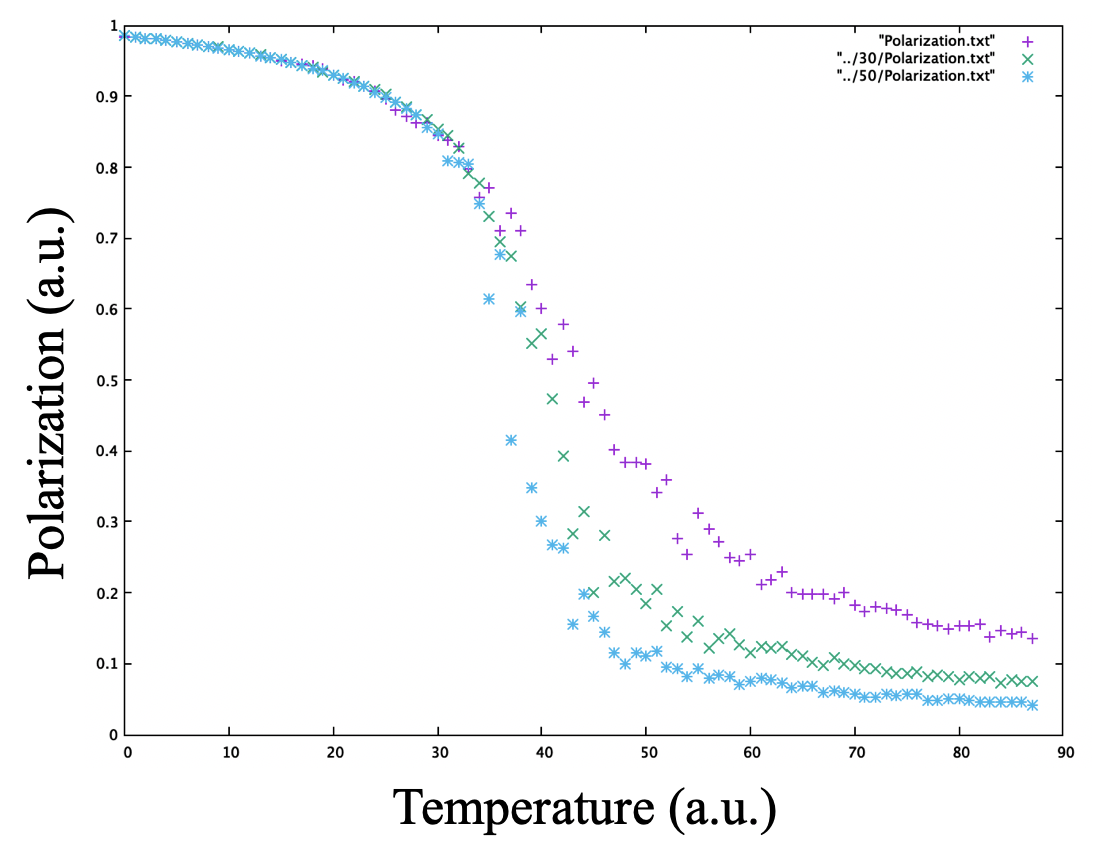 "Polarization.txt"
"../30/Polarization.txt"
"../50/Polarization.txt"
1
0.9
0.8
0.7
0.6
0.5
0.4
0.3
0.2
0.1
0
Polarization (a.u.)
0 10 20 30 40 50 60 70 80 90
Temperature (a.u.)